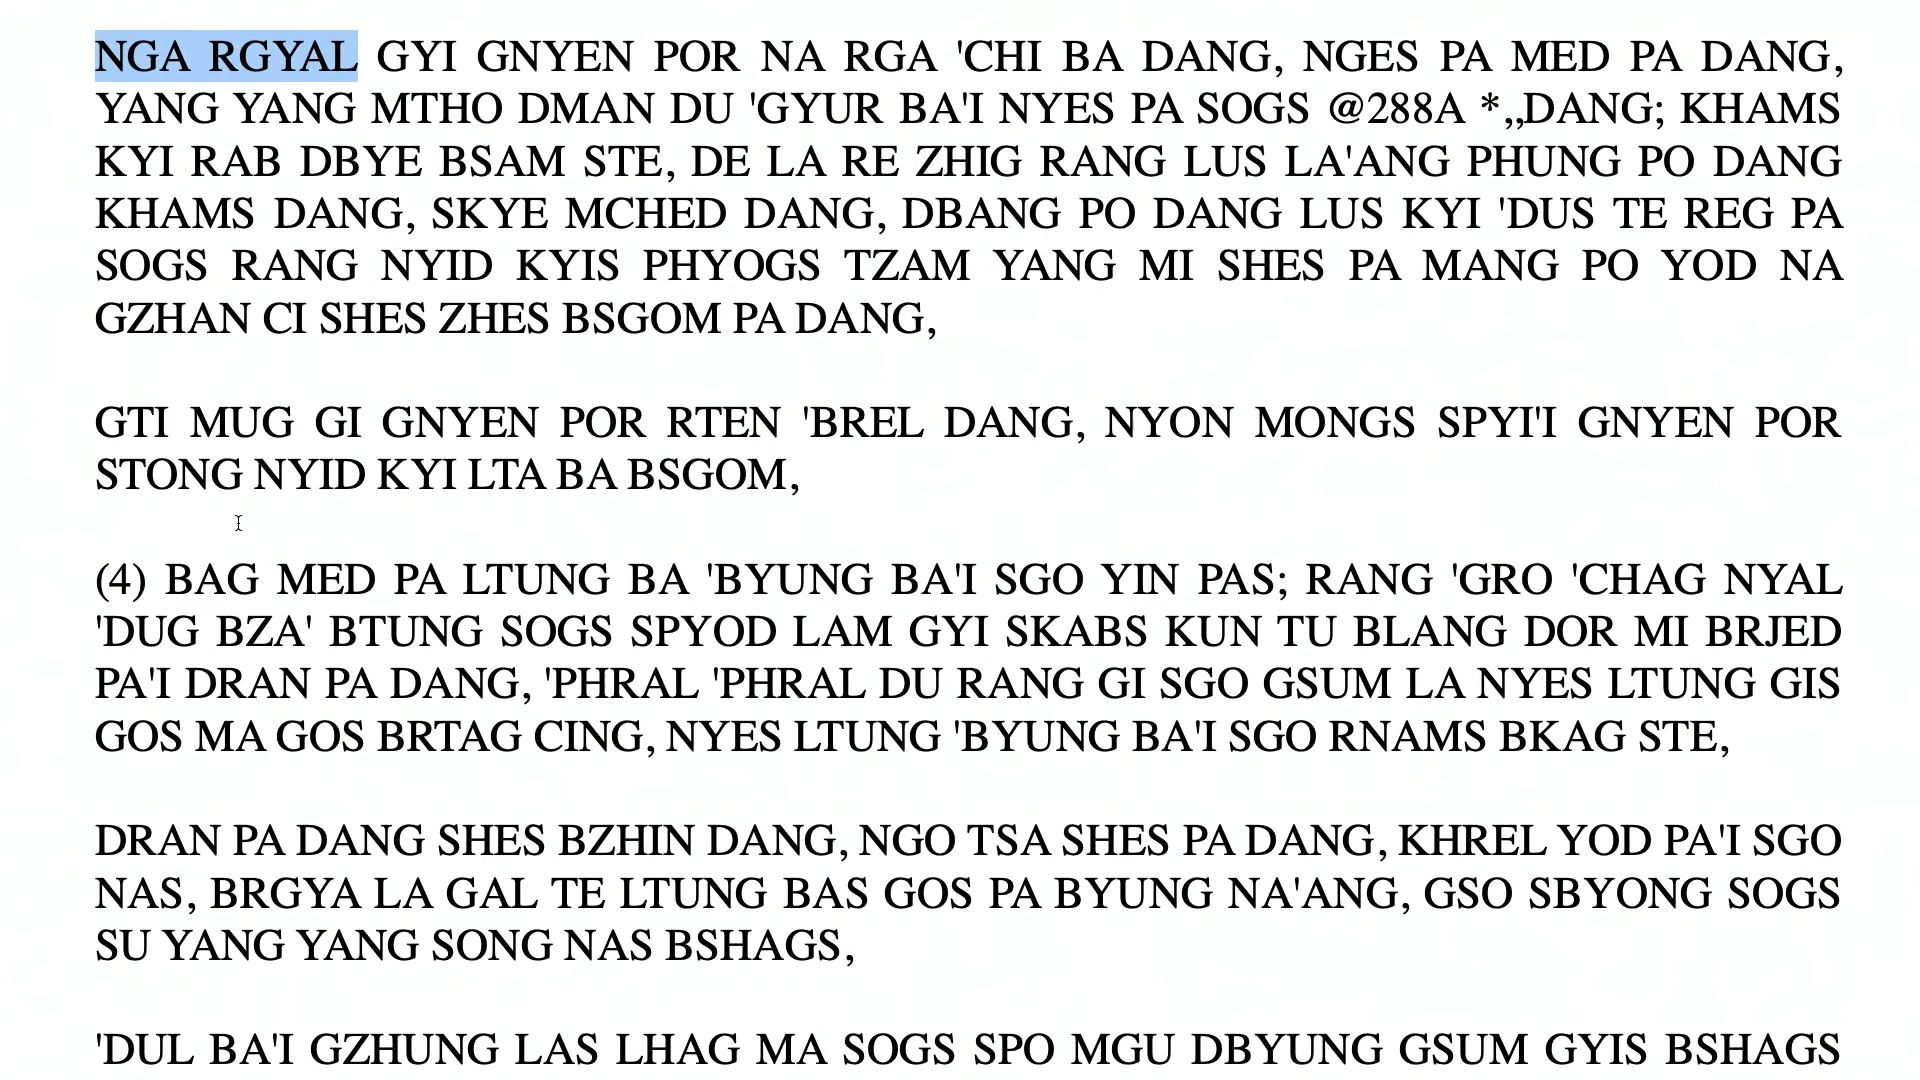 NGA RGYAL GYI GNYEN POR NA RGA 'CHI BA DANG, NGES PA MED PA DANG,
YANG YANG MTHO DMAN DU 'GYUR BA'I NYES PA SOGS @288A *,,DANG; KHAMS
KYI RAB DBYE BSAM STE, DE LA RE ZHIG RANG LUS LA'ANG PHUNG PO DANG
KHAMS DANG, SKYE MCHED DANG, DBANG PO DANG LUS KYI 'DUS TE REG PA
SOGS RANG NYID KYIS PHYOGS TZAM YANG MI SHES PA MANG PO YOD NA
GZHAN CI SHES ZHES BSGOM PA DANG,
GTI MUG GI GNYEN POR RTEN 'BREL DANG, NYON MONGS SPYI'I GNYEN POR
STONG NYID KYI LTA BA BSGOM,
(4) BAG MED PA LTUNG BA 'BYUNG BA'I SGO YIN PAS; RANG 'GRO 'CHAG NYAL
'DUG BZA' BTUNG SOGS SPYOD LAM GYI SKABS KUN TU BLANG DOR MI BRJED
PA'I DRAN PA DANG, 'PHRAL 'PHRAL DU RANG GI SGO GSUM LA NYES LTUNG GIS
GOS MA GOS BRTAG CING, NYES LTUNG 'BYUNG BA'I SGO RNAMS BKAG STE,
DRAN PA DANG SHES BZHIN DANG, NGO TSA SHES PA DANG, KHREL YOD PA'I SGO
NAS, BRGYA LA GAL TE LTUNG BAS GOS PA BYUNG NA'ANG, GSO SBYONG SOGS
SU YANG YANG SONG NAS BSHAGS,
'DUL BA'I GZHUNG LAS LHAG MA SOGS SPO MGU DBYUNG GSUM GYIS BSHAGS